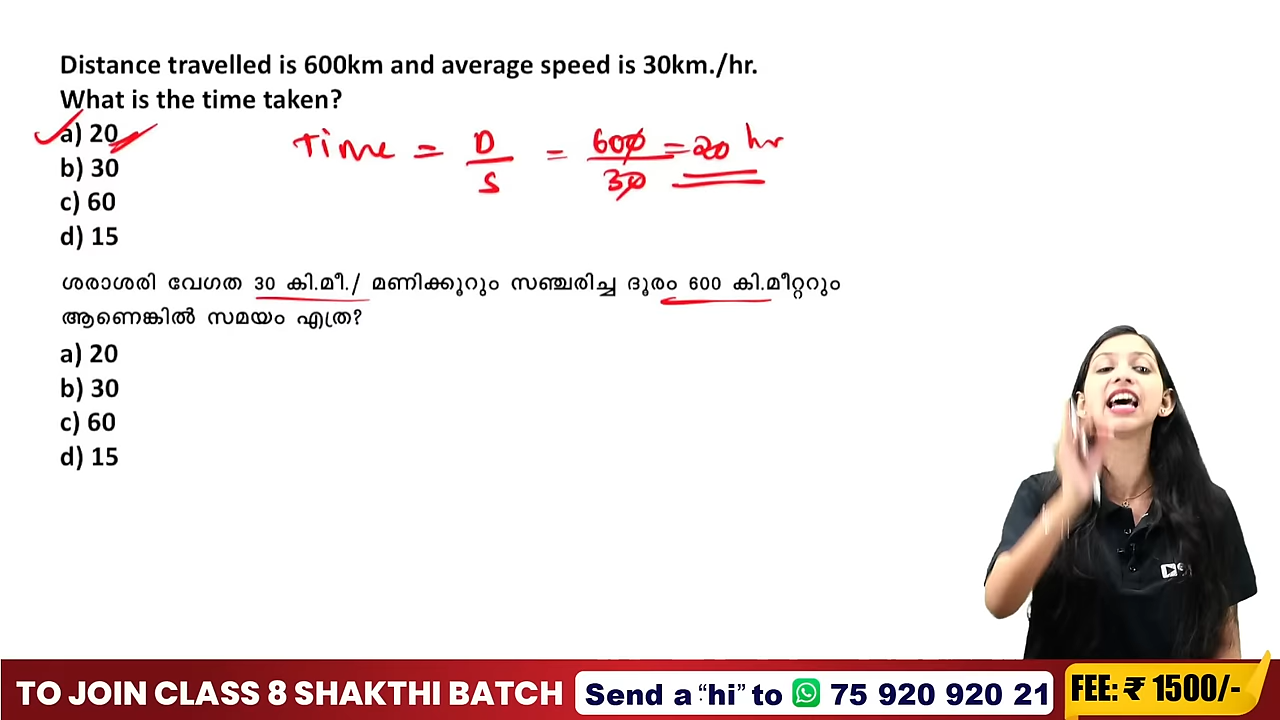 Distance travelled is 600km and average speed is 30km./hr.
What is the time taken?
a) 20
b) 30
c) 60
d) 15
Time = D/S = 600/30 = 20 hr
ശരാശരി വേഗത 30 കി.മീ./ മണിക്കൂറും സഞ്ചരിച്ച ദൂരം 600 കി.മീറ്ററും
ആണെങ്കിൽ സമയം എത്ര?
a) 20
b) 30
c) 60
d) 15
TO JOIN CLASS 8 SHAKTHI BATCH
Send a “hi” to 75 920 920 21
FEE: ₹ 1500/-